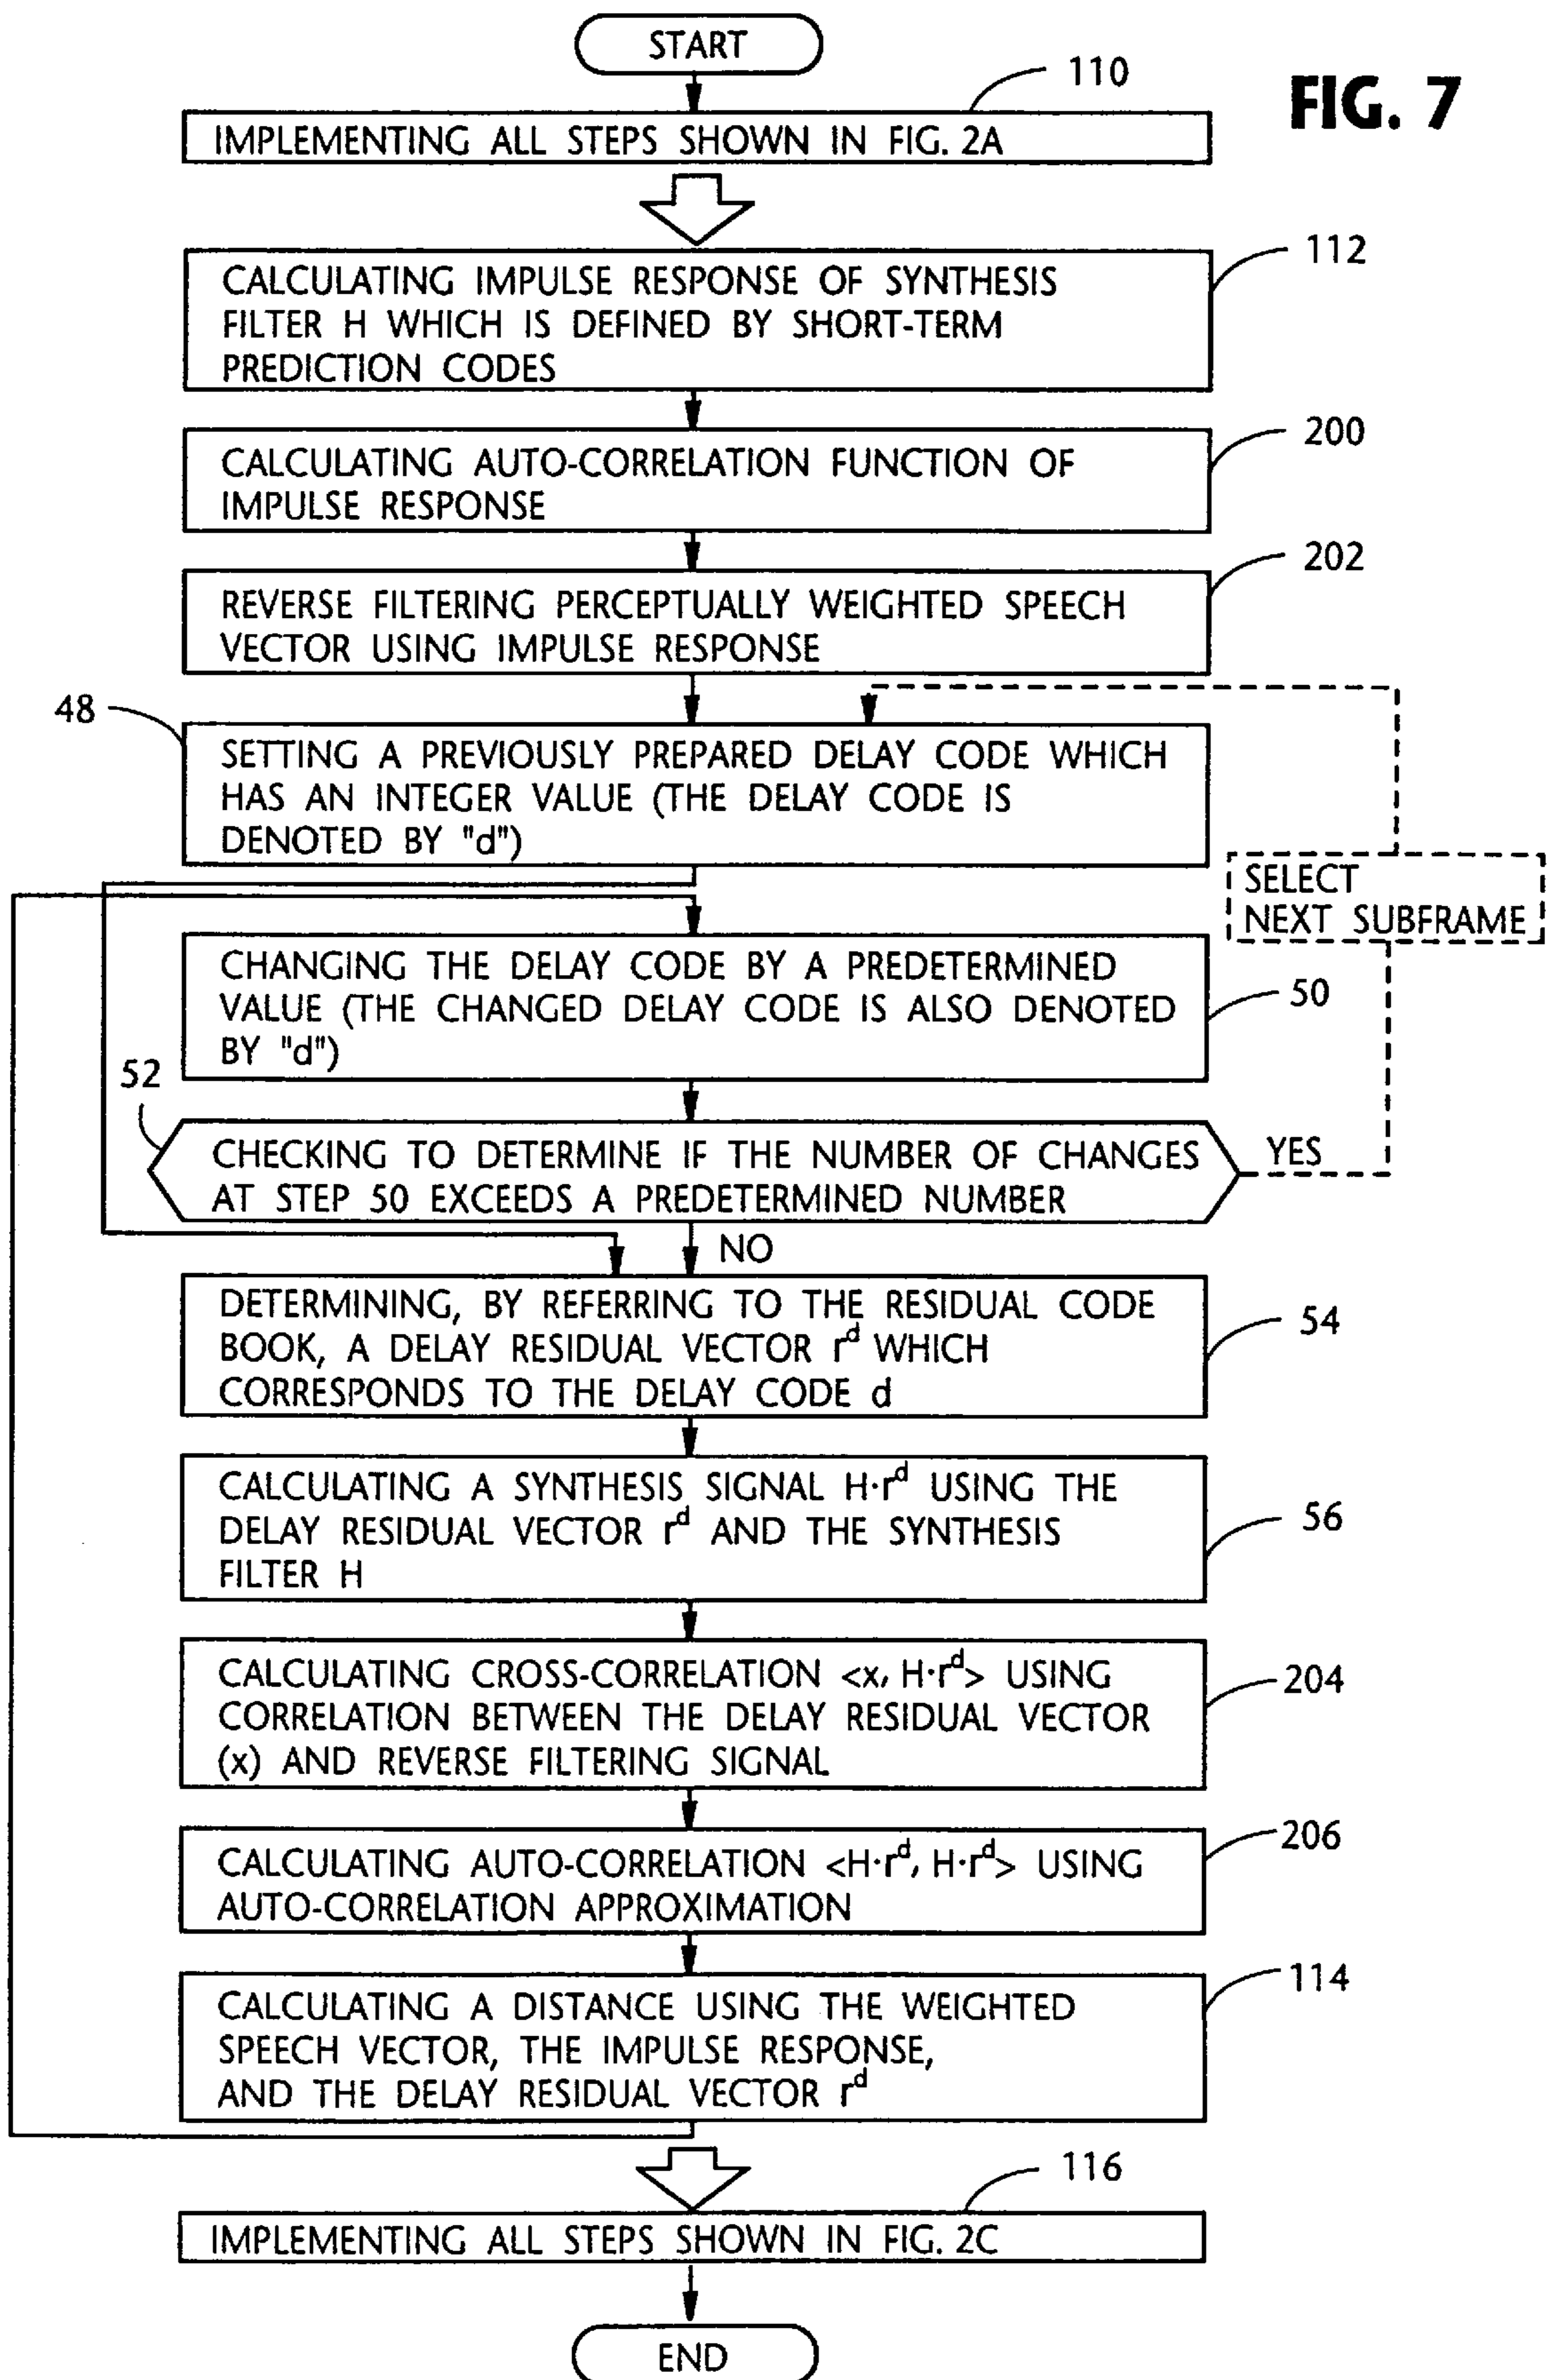 START
110
FIG. 7
IMPLEMENTING ALL STEPS SHOWN IN FIG. 2A
112
CALCULATING IMPULSE RESPONSE OF SYNTHESIS
FILTER H WHICH IS DEFINED BY SHORT-TERM
PREDICTION CODES
200
CALCULATING AUTO-CORRELATION FUNCTION OF
IMPULSE RESPONSE
202
REVERSE FILTERING PERCEPTUALLY WEIGHTED SPEECH
VECTOR USING IMPULSE RESPONSE
48
SETTING A PREVIOUSLY PREPARED DELAY CODE WHICH
HAS AN INTEGER VALUE (THE DELAY CODE IS
DENOTED BY "d")
SELECT
NEXT SUBFRAME
CHANGING THE DELAY CODE BY A PREDETERMINED
VALUE (THE CHANGED DELAY CODE IS ALSO DENOTED
BY "d")
50
52
CHECKING TO DETERMINE IF THE NUMBER OF CHANGES
AT STEP 50 EXCEEDS A PREDETERMINED NUMBER
YES
NO
DETERMINING, BY REFERRING TO THE RESIDUAL CODE
BOOK, A DELAY RESIDUAL VECTOR r^d WHICH
CORRESPONDS TO THE DELAY CODE d
54
CALCULATING A SYNTHESIS SIGNAL H·r^d USING THE
DELAY RESIDUAL VECTOR r^d AND THE SYNTHESIS
FILTER H
56
CALCULATING CROSS-CORRELATION <x, H·r^d> USING
CORRELATION BETWEEN THE DELAY RESIDUAL VECTOR
(x) AND REVERSE FILTERING SIGNAL
204
CALCULATING AUTO-CORRELATION <H·r^d, H·r^d> USING
AUTO-CORRELATION APPROXIMATION
206
CALCULATING A DISTANCE USING THE WEIGHTED
SPEECH VECTOR, THE IMPULSE RESPONSE,
AND THE DELAY RESIDUAL VECTOR r^d
114
116
IMPLEMENTING ALL STEPS SHOWN IN FIG. 2C
END